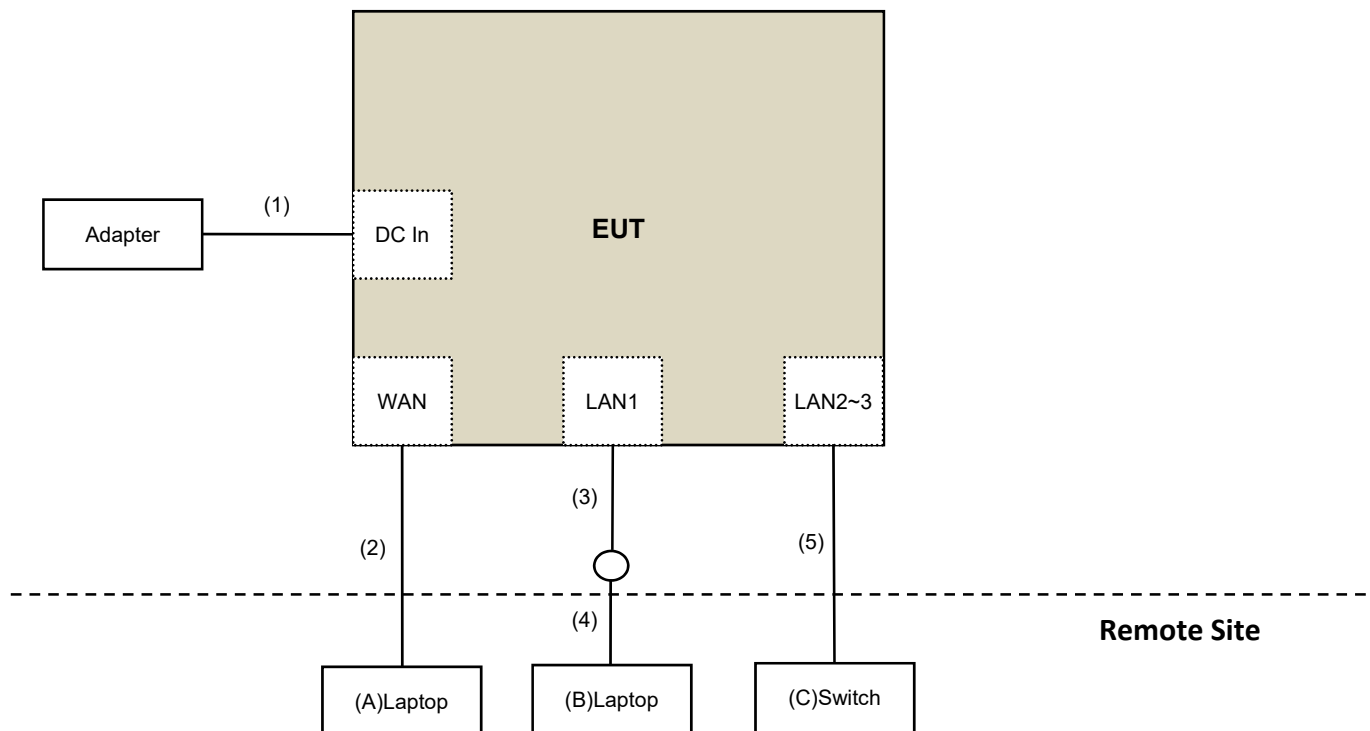 (1)
Adapter
DC In
EUT
WAN
LAN1
LAN2~3
(3)
(2)
(5)
(4)
Remote Site
(A)Laptop
(B)Laptop
(C)Switch